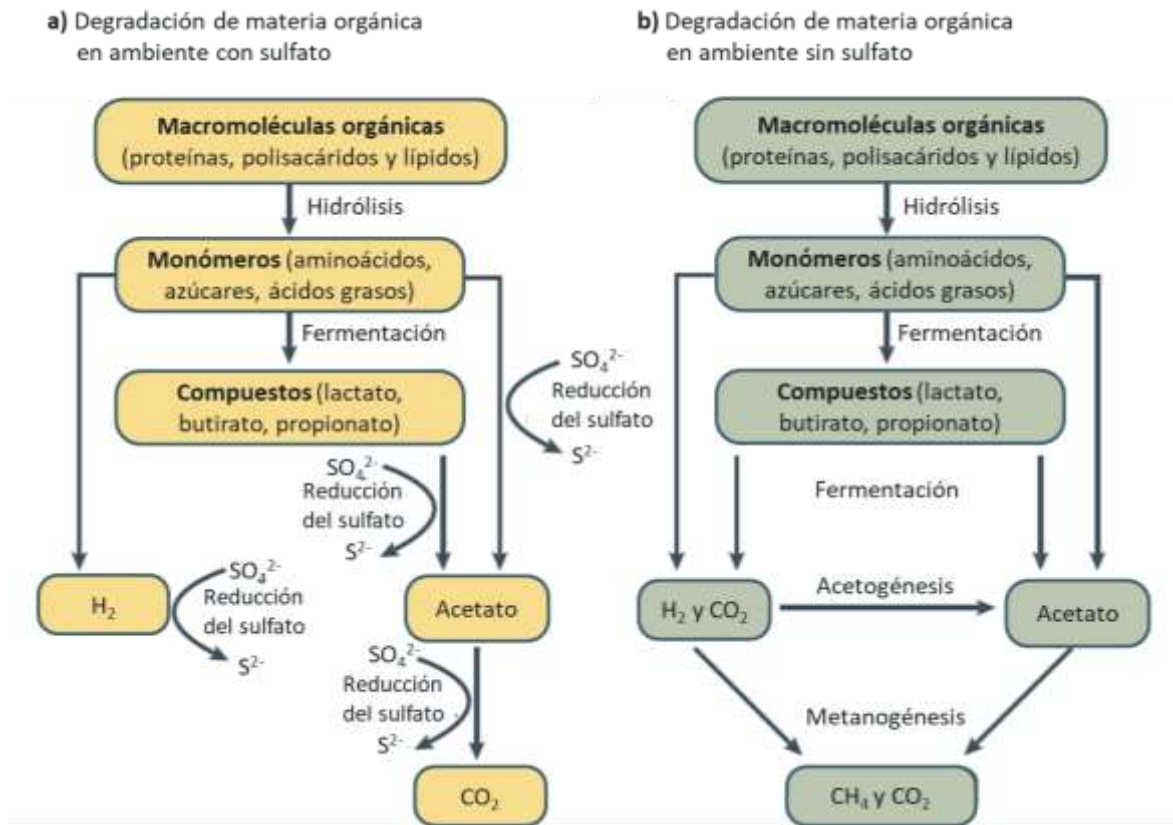 a) Degradación de materia orgánica
en ambiente con sulfato
Macromoléculas orgánicas
(proteínas, polisacáridos y lípidos)
Hidrólisis
Monómeros (aminoácidos,
azúcares, ácidos grasos)
Fermentación
SO₄²⁻
Reducción
del sulfato
S²⁻
Compuestos (lactato,
butirato, propionato)
SO₄²⁻
Reducción
del sulfato
S²⁻
H₂
SO₄²⁻
Reducción
del sulfato
S²⁻
Acetato
SO₄²⁻
Reducción
del sulfato
S²⁻
CO₂
b) Degradación de materia orgánica
en ambiente sin sulfato
Macromoléculas orgánicas
(proteínas, polisacáridos y lípidos)
Hidrólisis
Monómeros (aminoácidos,
azúcares, ácidos grasos)
Fermentación
Compuestos (lactato,
butirato, propionato)
Fermentación
H₂ y CO₂
Acetogénesis
Acetato
Metanogénesis
CH₄ y CO₂